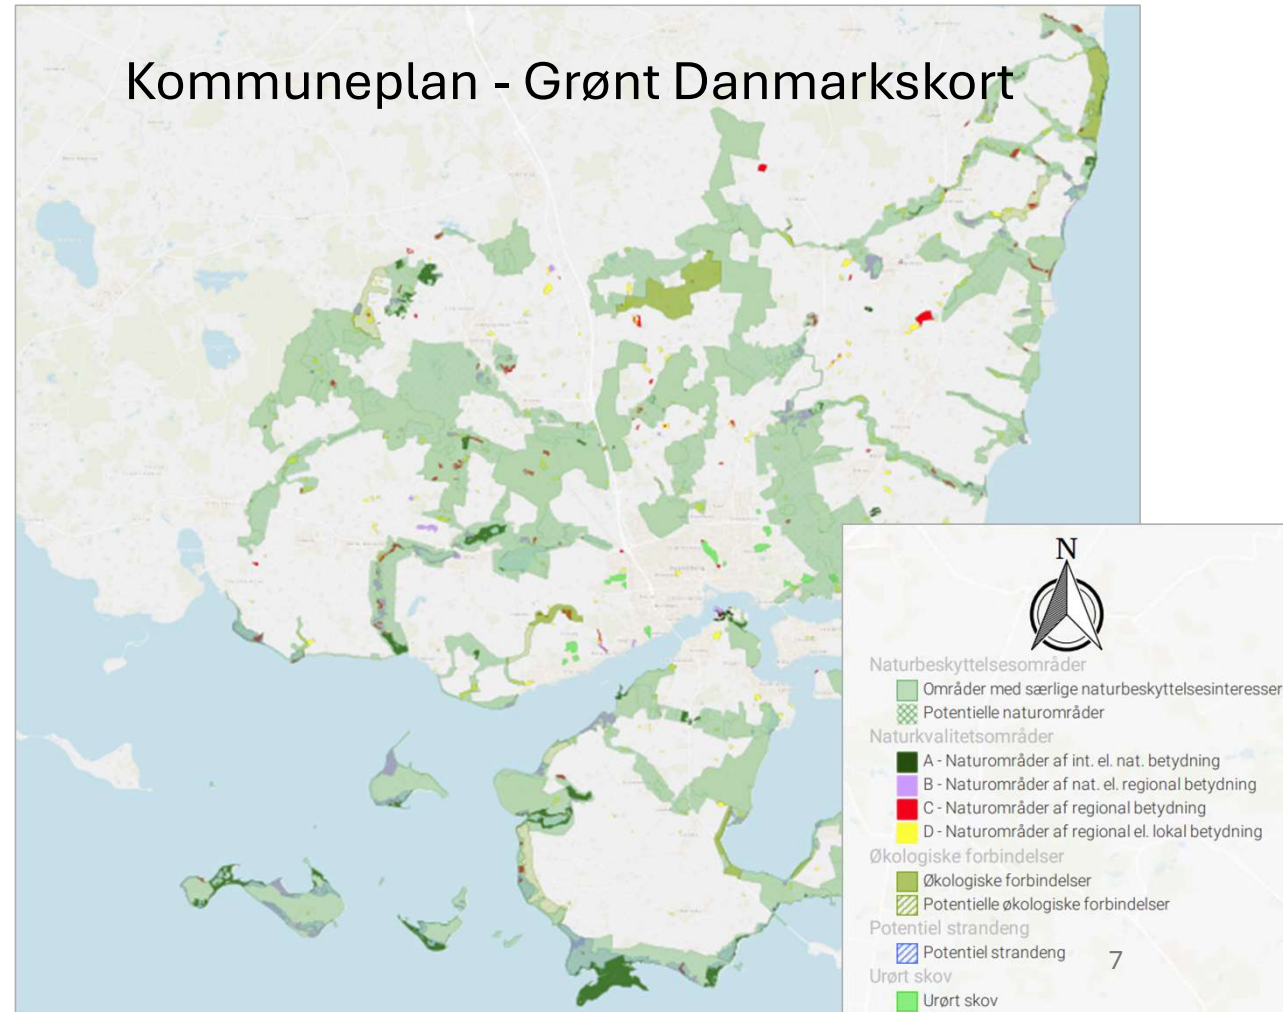 Kommuneplan - Grønt Danmarkskort
N
Naturbeskyttelsesområder
Områder med særlige naturbeskyttelsesinteresser
Potentielle naturområder
Naturkvalitetsområder
A - Naturområder af int. el. nat. betydning
B - Naturområder af nat. el. regional betydning
C - Naturområder af regional betydning
D - Naturområder af regional el. lokal betydning
Økologiske forbindelser
Økologiske forbindelser
Potentielle økologiske forbindelser
Potentiel strandeng
Potentiel strandeng
7
Urørt skov
Urørt skov